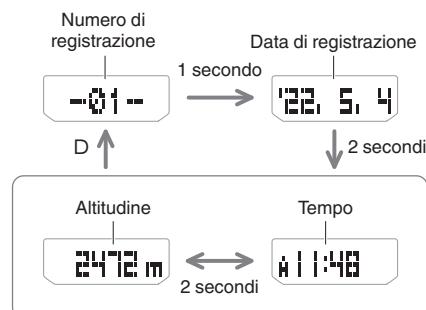 Numero di
registrazione
Data di registrazione
1 secondo
-01-
'22. 5. 4
D
2 secondi
Altitudine
Tempo
2472 m
A 11:48
2 secondi